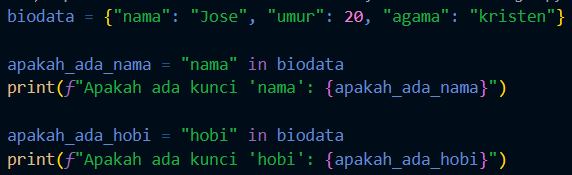 biodata = {"nama": "Jose", "umur": 20, "agama": "kristen"}
apakah_ada_nama = "nama" in biodata
print(f"Apakah ada kunci 'nama': {apakah_ada_nama}")
apakah_ada_hobi = "hobi" in biodata
print(f"Apakah ada kunci 'hobi': {apakah_ada_hobi}")